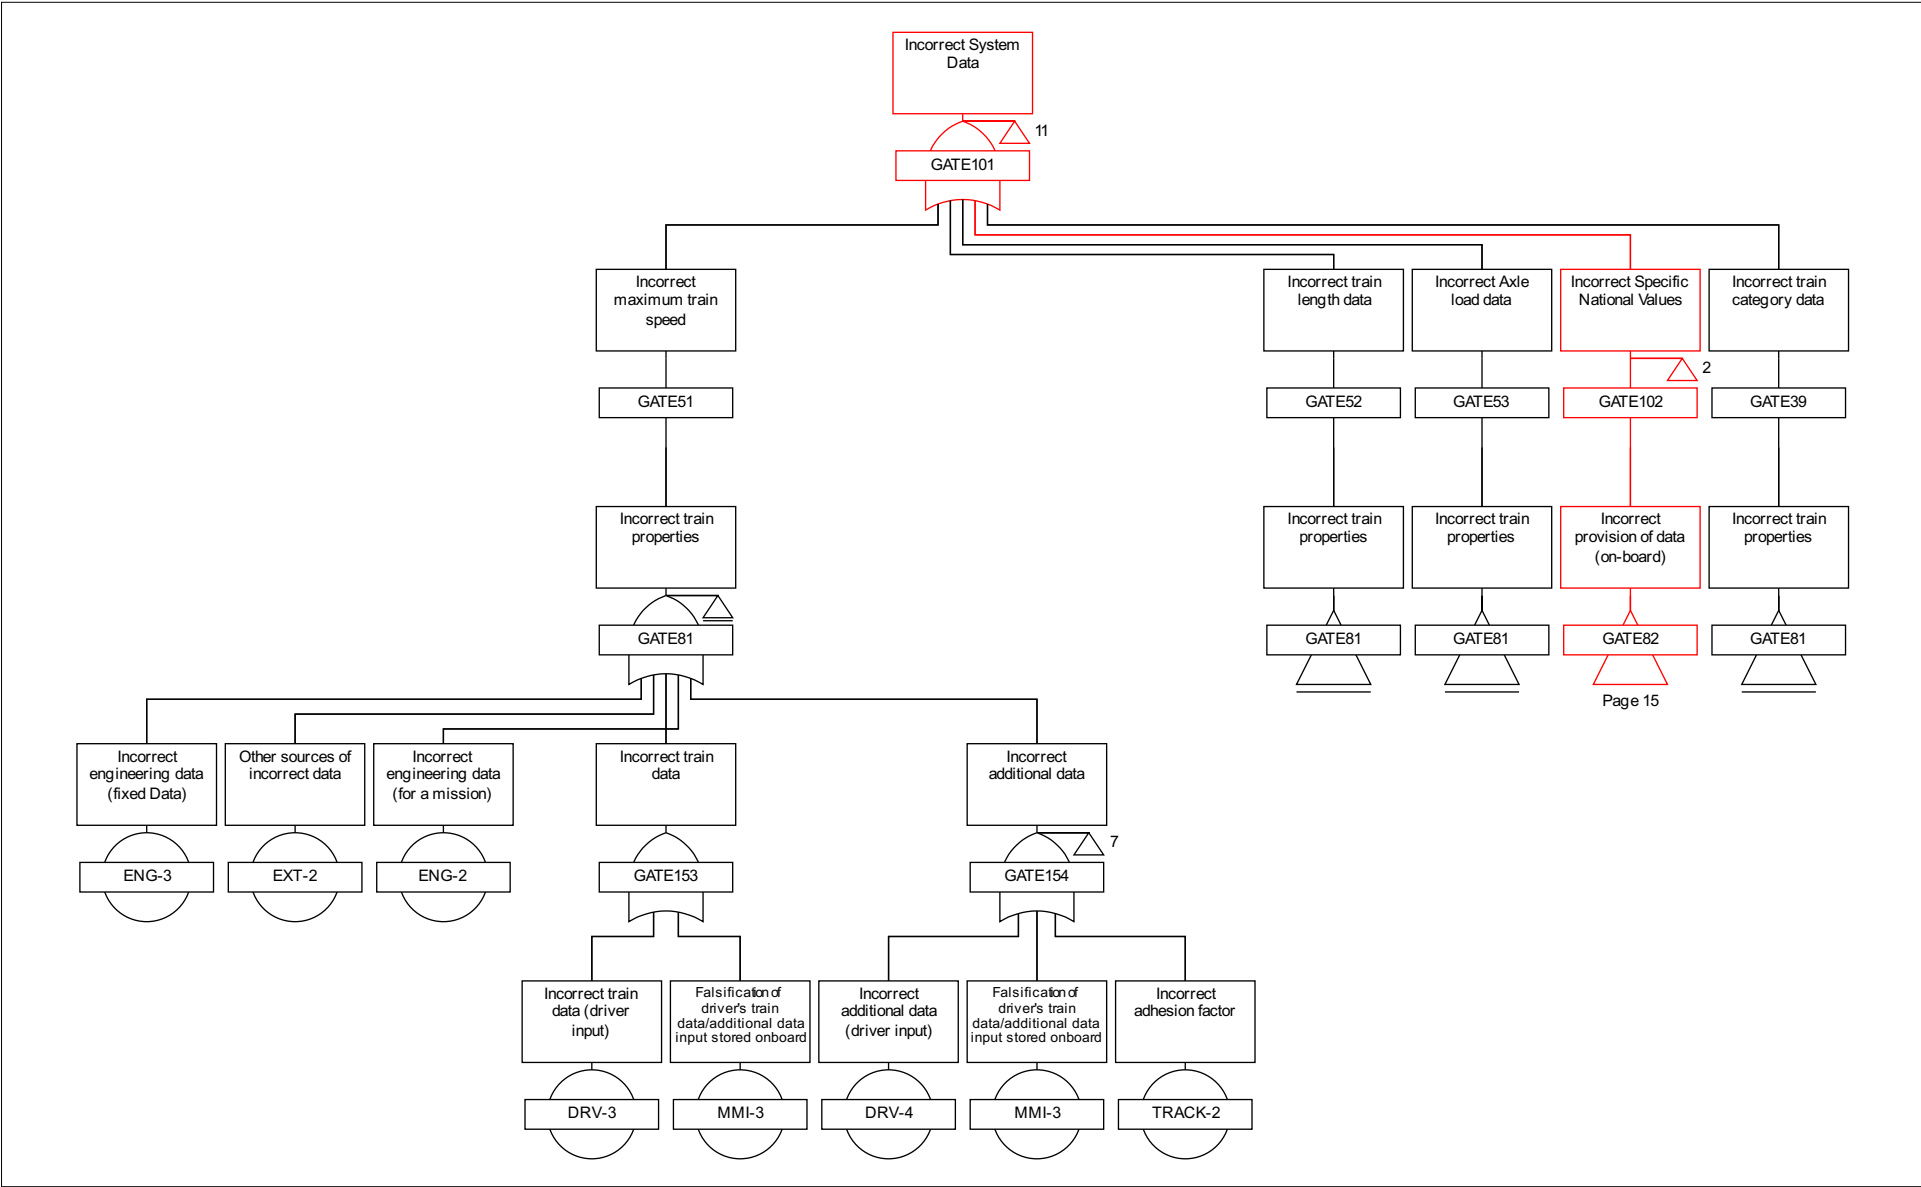 Incorrect System
Data
11
GATE101
Incorrect
maximum train
speed
GATE51
Incorrect train
length data
GATE52
Incorrect Axle
load data
GATE53
Incorrect Specific
National Values
2
GATE102
Incorrect train
category data
GATE39
Incorrect train
properties
GATE81
Incorrect train
properties
GATE81
Incorrect train
properties
GATE81
Incorrect
provision of data
(on-board)
GATE82
Page 15
Incorrect train
properties
GATE81
Incorrect
engineering data
(fixed Data)
ENG-3
Other sources of
incorrect data
EXT-2
Incorrect
engineering data
(for a mission)
ENG-2
Incorrect train
data
GATE153
Incorrect
additional data
7
GATE154
Incorrect train
data (driver
input)
DRV-3
Falsification of
driver's train
data/additional data
input stored onboard
MMI-3
Incorrect
additional data
(driver input)
DRV-4
Falsification of
driver's train
data/additional data
input stored onboard
MMI-3
Incorrect
adhesion factor
TRACK-2